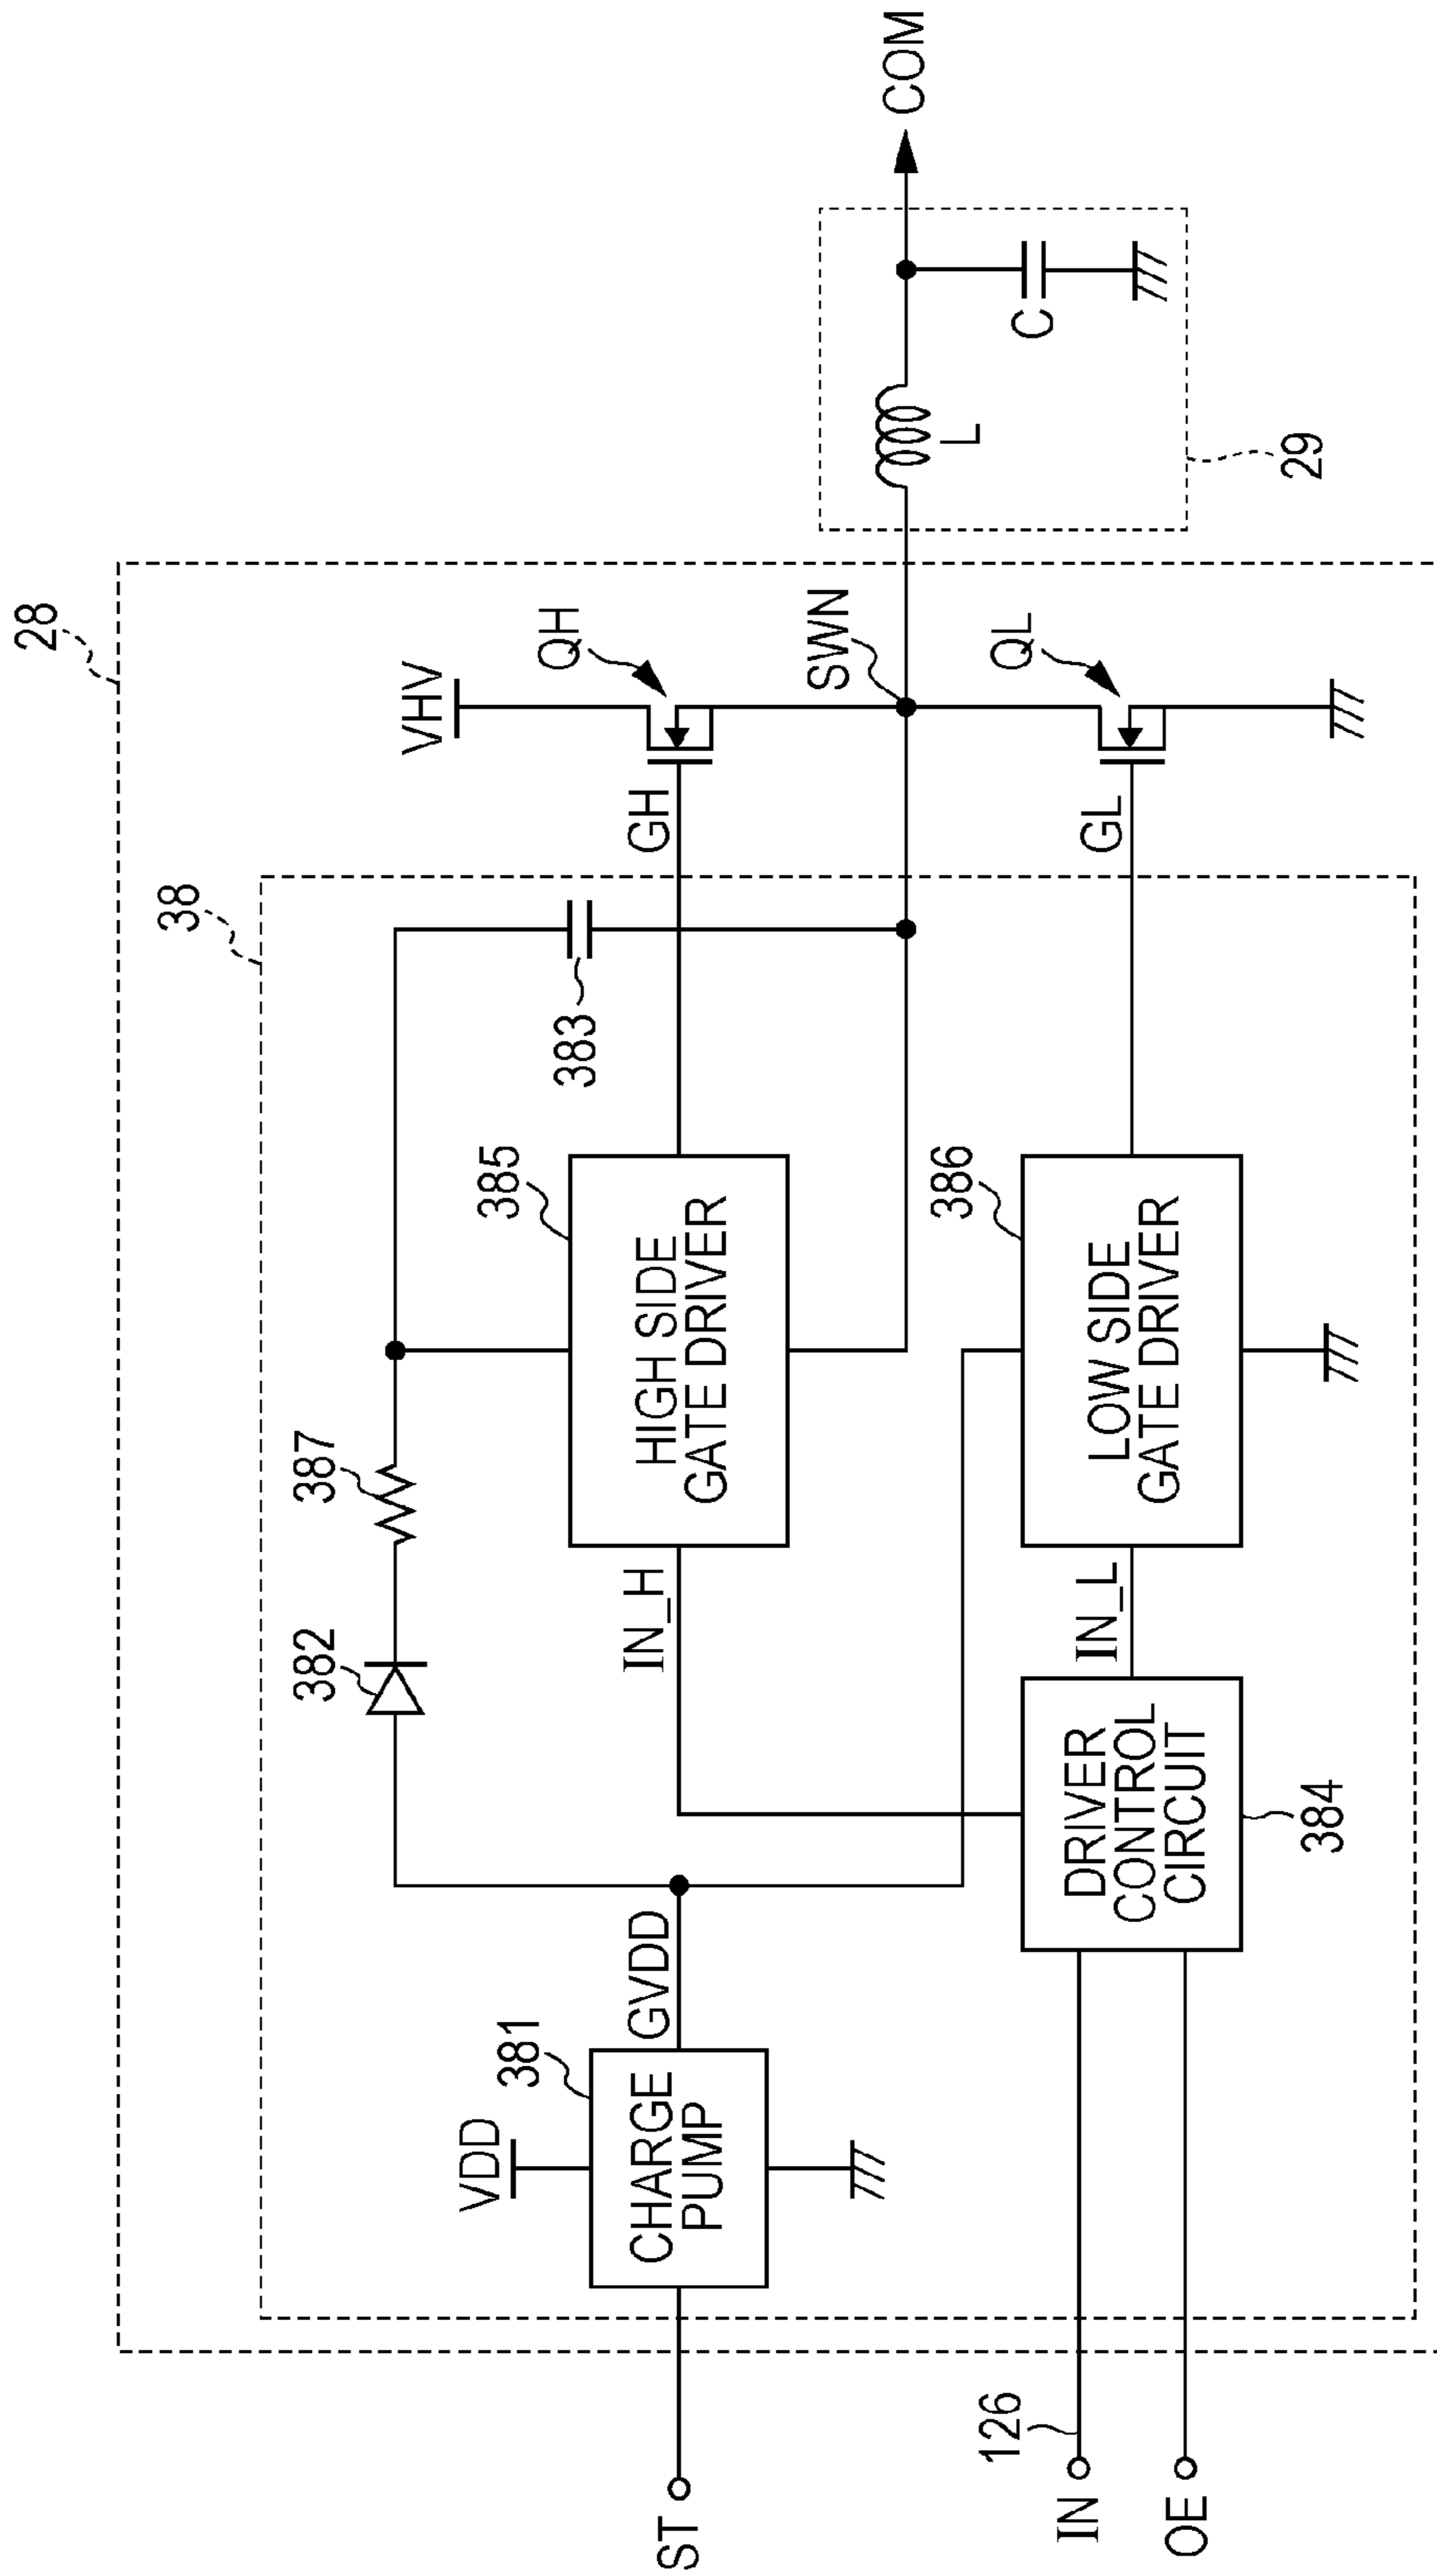 28
38
VHV
QH
382
387
383
385
GH
VDD
381
GVDD
IN_H
HIGH SIDE
GATE DRIVER
SWN
COM
ST
CHARGE
PUMP
L
C
386
QL
126
IN
OE
DRIVER
CONTROL
CIRCUIT
IN_L
LOW SIDE
GATE DRIVER
GL
384
29